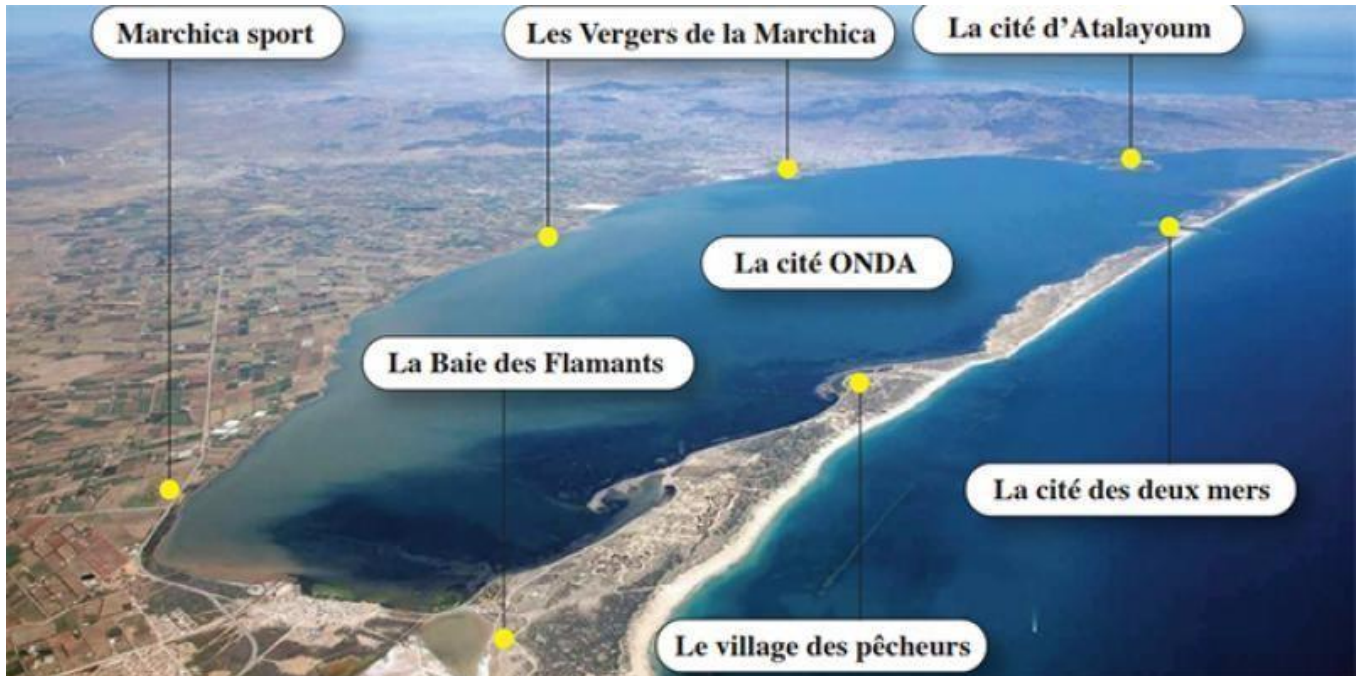 Marchica sport
Les Vergers de la Marchica
La cité d'Atalayoum
La cité ONDA
La Baie des Flamants
La cité des deux mers
Le village des pêcheurs